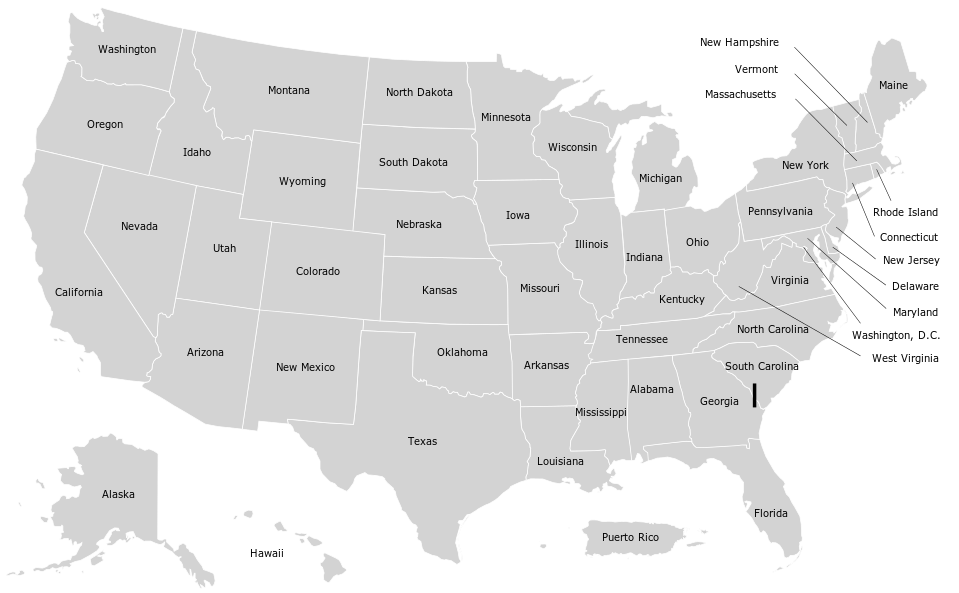 New Hampshire
Washington
Vermont
Maine
Montana
North Dakota
Massachusetts
Minnesota
Oregon
Wisconsin
Idaho
South Dakota
New York
Wyoming
Michigan
Pennsylvania
Rhode Island
Iowa
Nebraska
Nevada
Connecticut
Utah
Illinois
Ohio
Indiana
New Jersey
Colorado
Virginia
Delaware
California
Kansas
Missouri
Kentucky
Maryland
North Carolina
Washington, D.C.
Tennessee
Arizona
Oklahoma
West Virginia
New Mexico
Arkansas
South Carolina
Alabama
Georgia
Mississippi
Texas
Louisiana
Alaska
Florida
Puerto Rico
Hawaii